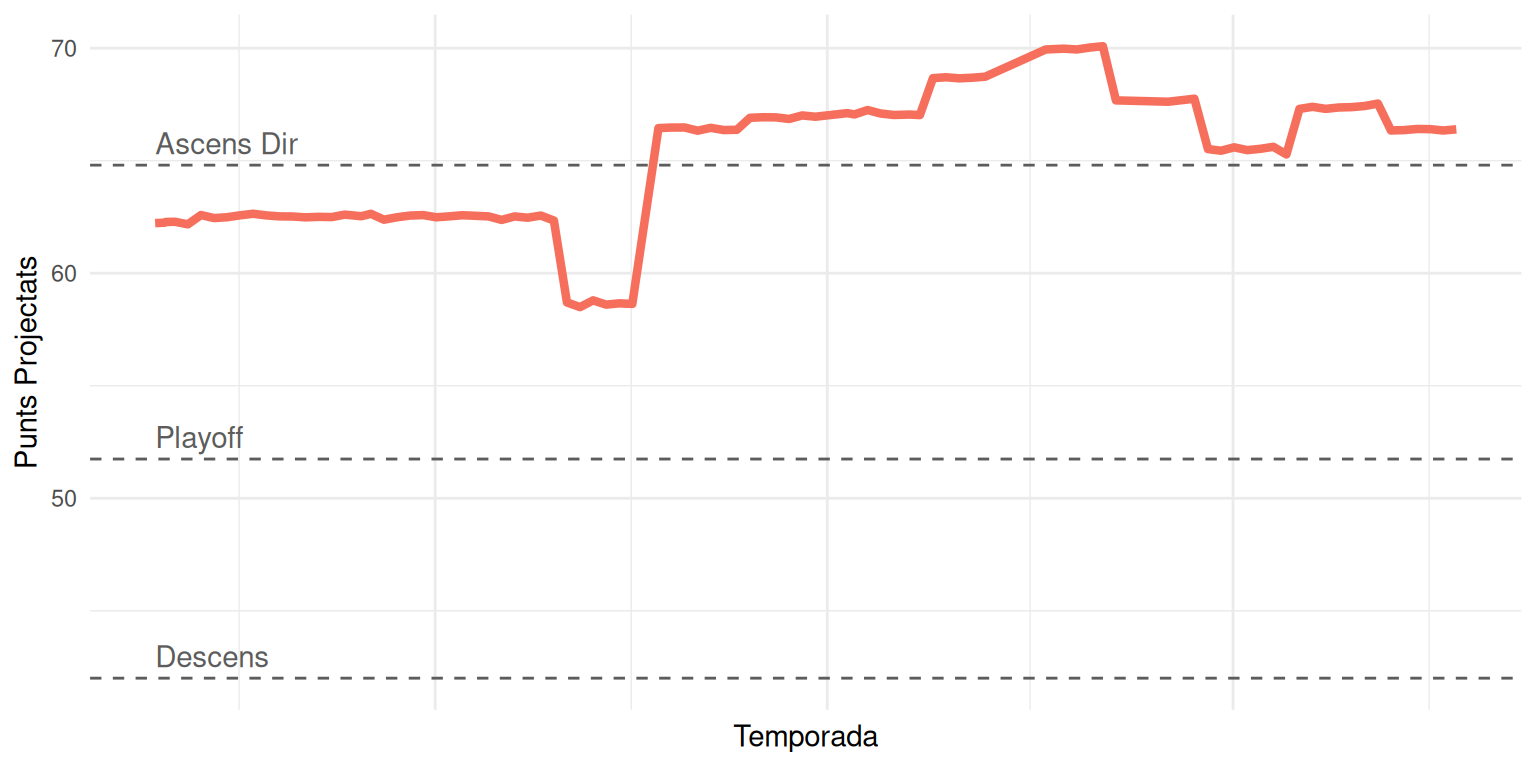 70
Ascens Dir
60
Punts Projectats
Playoff
50
Descens
Temporada